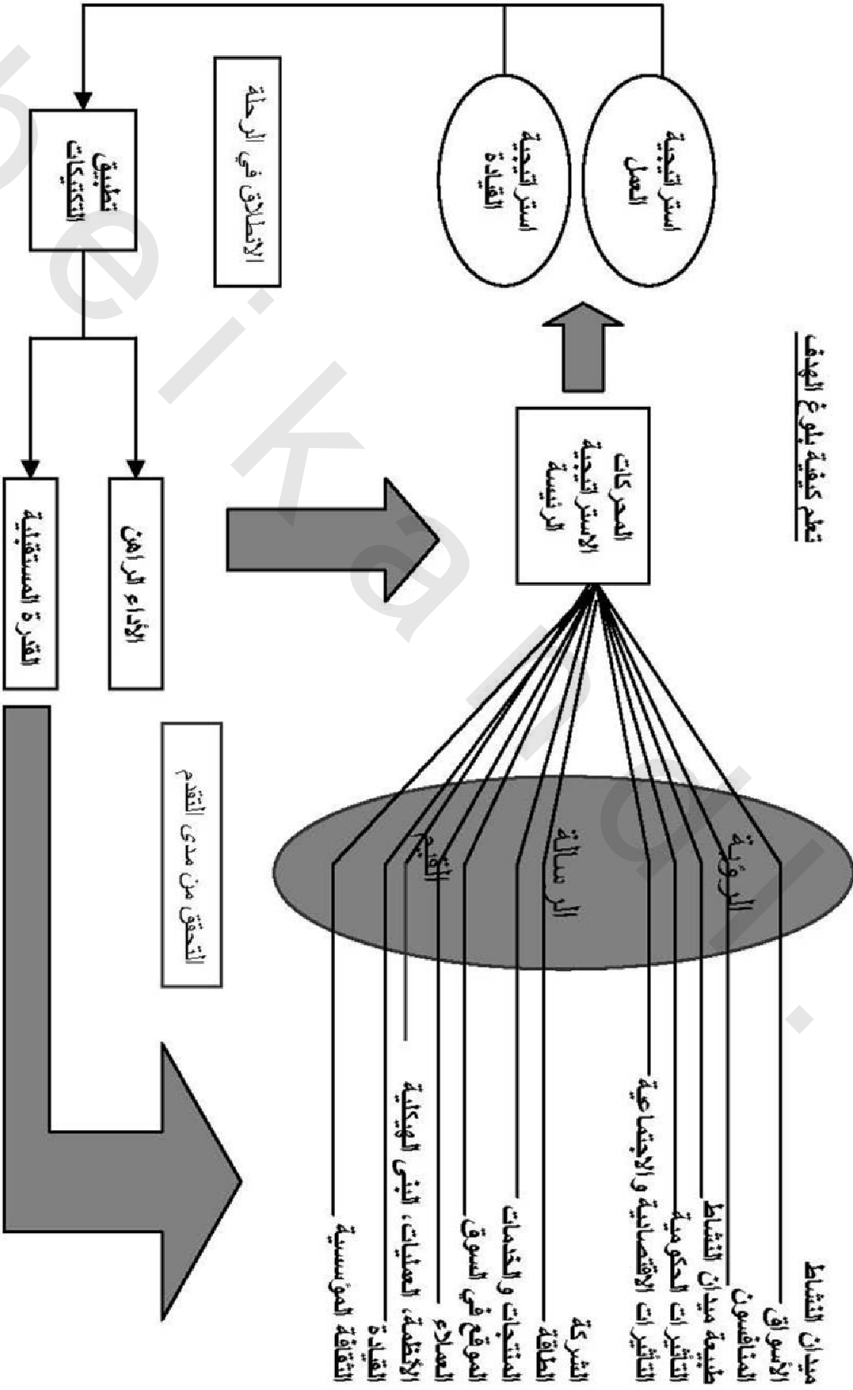 تعلم كيفية بلوغ الهدف
ميدان النشاط
الأسواق
المنافسون
طبيعة ميدان النشاط
التأثيرات الحكومية
التأثيرات الاقتصادية والاجتماعية
الشركة
الطاقة
المنتجات والخدمات
الموقع في السوق
العملاء
الأنظمة، العمليات، البنى الهيكلية
القيادة
الثقافة المؤسسية
الرؤية
الرسالة
القيم
المحركات
الاستراتيجية
الرئيسة
استراتيجية
العمل
استراتيجية
القيادة
الانطلاق في الرحلة
تطبيق
التكتيكات
الأداء الراهن
القدرة المستقبلية
التحقق من مدى التقدم
b e i k a n d l .